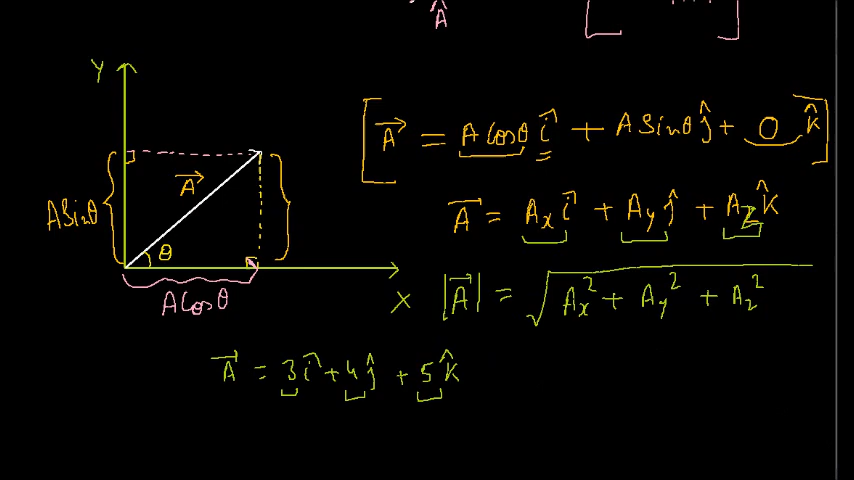 Â
Y
[A⃗ = A Cosθ î + A Sinθ ĵ + 0 k̂]
A⃗
A Sinθ
A⃗ = Aₓ î + Aᵧ ĵ + A_z k̂
θ
A Cosθ
X
|A⃗| = √(Aₓ² + Aᵧ² + A_z²)
A⃗ = 3î + 4ĵ + 5k̂